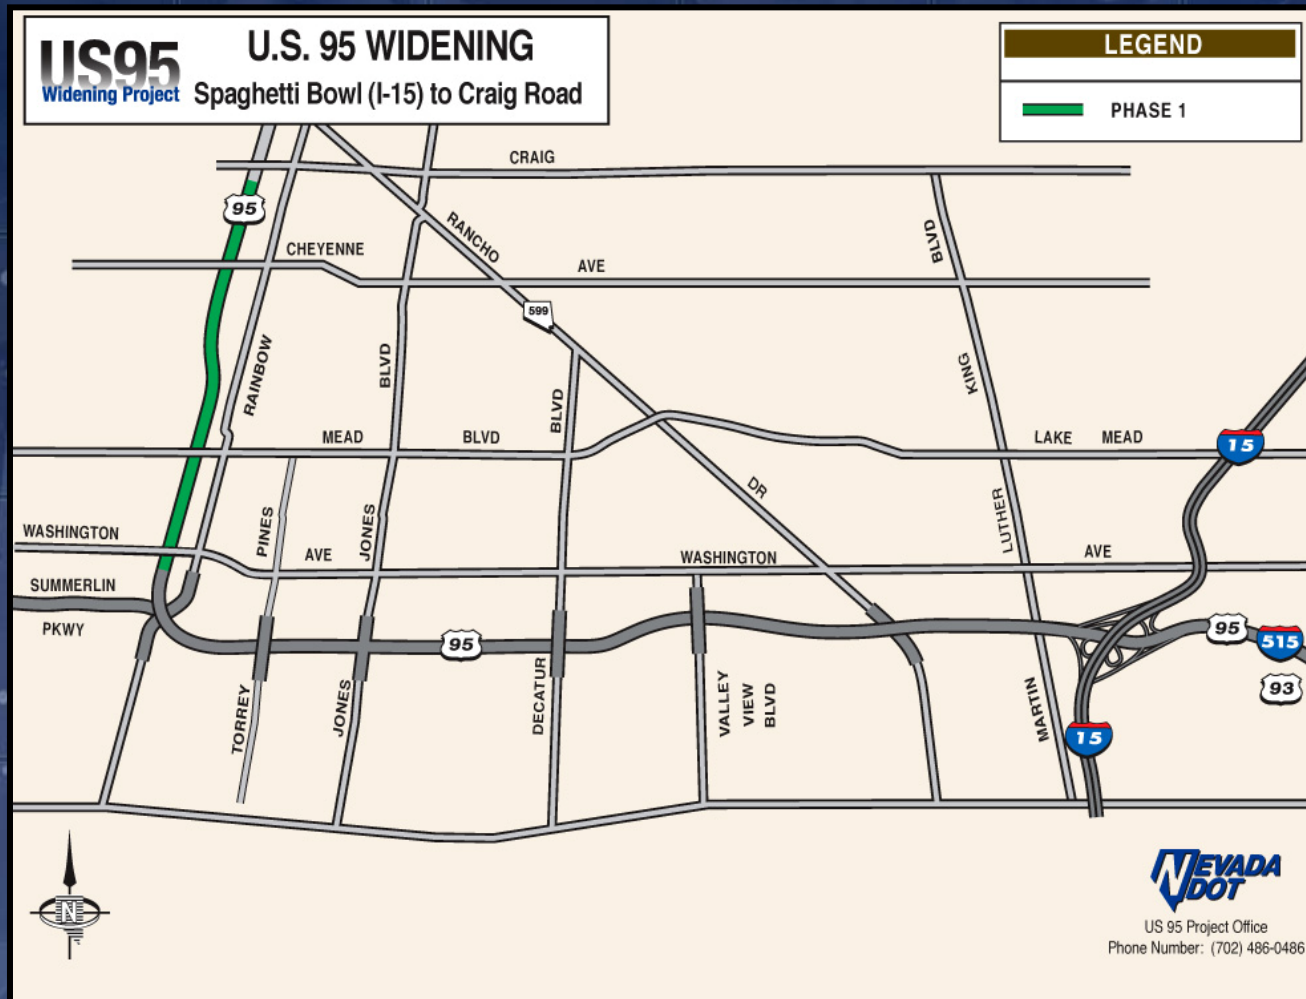 US95
Widening Project
U.S. 95 WIDENING
Spaghetti Bowl (I-15) to Craig Road
LEGEND
PHASE 1
CRAIG
95
RANCHO
BLVD
CHEYENNE
AVE
599
RAINBOW
BLVD
KING
BLVD
MEAD
BLVD
LAKE MEAD
15
DR
PINES
JONES
LUTHER
WASHINGTON
AVE
WASHINGTON
AVE
SUMMERLIN
PKWY
95
95
515
93
TORREY
JONES
DECATUR
VALLEY
VIEW
BLVD
MARTIN
15
N
NEVADA
DOT
US 95 Project Office
Phone Number: (702) 486-0486